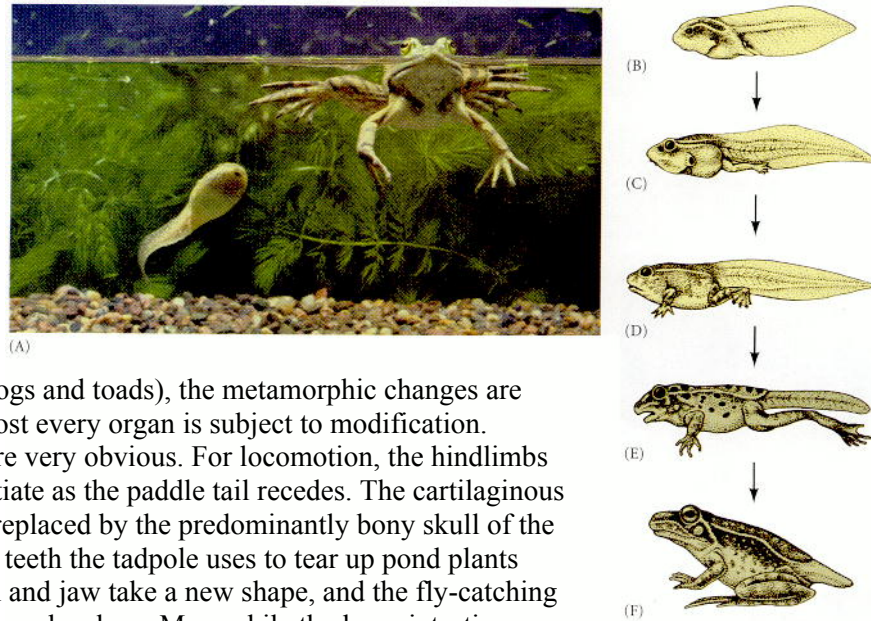 (A)
(B)
(C)
(D)
(E)
(F)
ogs and toads), the metamorphic changes are
ost every organ is subject to modification.
re very obvious. For locomotion, the hindlimbs
tiate as the paddle tail recedes. The cartilaginous
replaced by the predominantly bony skull of the
teeth the tadpole uses to tear up pond plants
and jaw take a new shape, and the fly-catching